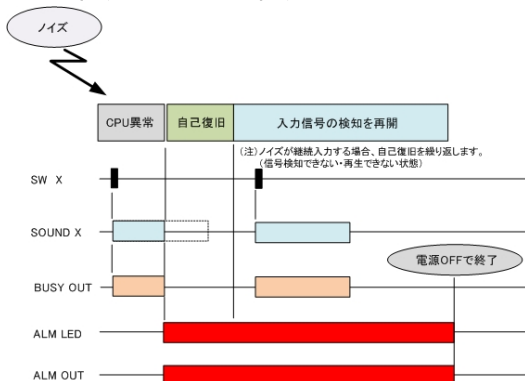 ノイズ
CPU異常
自己復旧
入力信号の検知を再開
(注)ノイズが継続入力する場合、自己復旧を繰り返します。
(信号検知できない・再生できない状態)
SW X
SOUND X
電源OFFで終了
BUSY OUT
ALM LED
ALM OUT